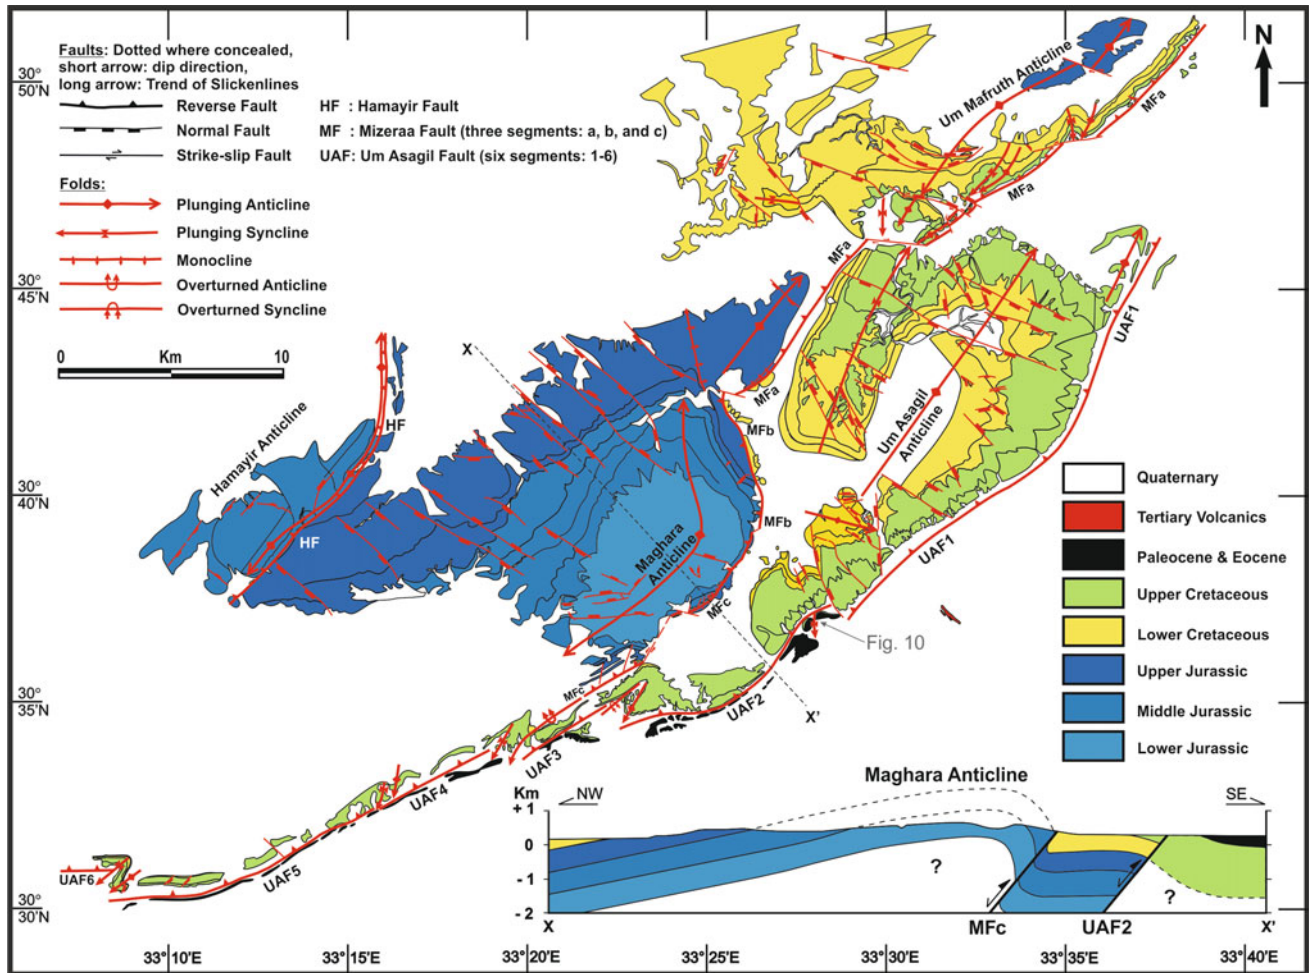 Faults: Dotted where concealed,
short arrow: dip direction,
long arrow: Trend of Slickenlines
Reverse Fault
Normal Fault
Strike-slip Fault
HF : Hamayir Fault
MF : Mizeraa Fault (three segments: a, b, and c)
UAF: Um Asagil Fault (six segments: 1-6)
Folds:
Plunging Anticline
Plunging Syncline
Monocline
Overturned Anticline
Overturned Syncline
0 Km 10
N
30°
50'N
30°
45'N
30°
40'N
30°
35'N
30°
30'N
Um Mafruth Anticline
MFa
MFa
MFa
UAF1
X
MFa
Um Asagil
Anticline
HF
MFb
Hamayir Anticline
MFb
HF
Maghara
Anticline
UAF1
MFc
Fig. 10
MFc
UAF2
X'
UAF3
UAF4
UAF5
UAF6
Quaternary
Tertiary Volcanics
Paleocene & Eocene
Upper Cretaceous
Lower Cretaceous
Upper Jurassic
Middle Jurassic
Lower Jurassic
Maghara Anticline
Km
NW
SE
+ 1
0
- 1
- 2
?
?
X
MFc
UAF2
X'
33°10'E
33°15'E
33°20'E
33°25'E
33°30'E
33°35'E
33°40'E